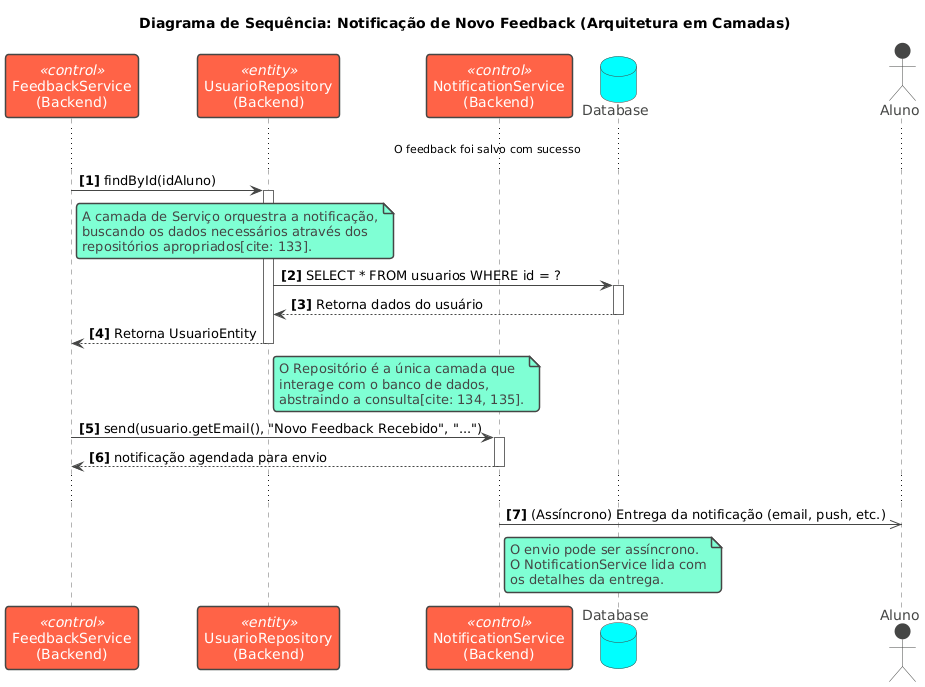 Diagrama de Sequência: Notificação de Novo Feedback (Arquitetura em Camadas)
«control»
FeedbackService
(Backend)
«entity»
UsuarioRepository
(Backend)
«control»
NotificationService
(Backend)
Database
Aluno
O feedback foi salvo com sucesso
[1] findById(idAluno)
A camada de Serviço orquestra a notificação,
buscando os dados necessários através dos
repositórios apropriados[cite: 133].
[2] SELECT * FROM usuarios WHERE id = ?
[3] Retorna dados do usuário
[4] Retorna UsuarioEntity
O Repositório é a única camada que
interage com o banco de dados,
abstraindo a consulta[cite: 134, 135].
[5] send(usuario.getEmail(), "Novo Feedback Recebido", "...")
[6] notificação agendada para envio
[7] (Assíncrono) Entrega da notificação (email, push, etc.)
O envio pode ser assíncrono.
O NotificationService lida com
os detalhes da entrega.
«control»
FeedbackService
(Backend)
«entity»
UsuarioRepository
(Backend)
«control»
NotificationService
(Backend)
Database
Aluno